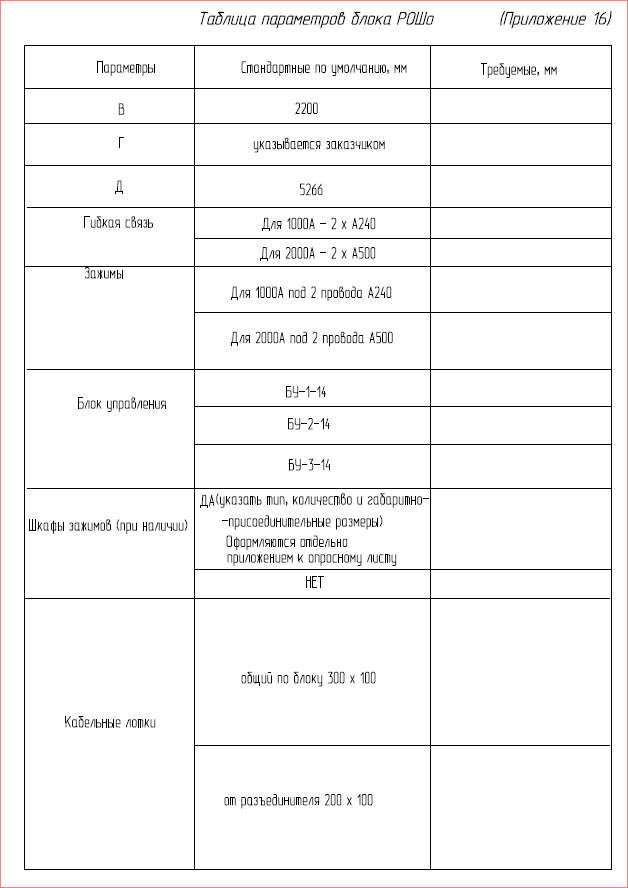 Таблица параметров блока РОШо (Приложение 16)
Параметры Стандартные по умолчанию, мм Требуемые, мм
В 2200
Г указывается заказчиком
Д 5266
Гибкая связь Для 1000А – 2 х А240
Для 2000А – 2 х А500
Зажимы
Для 1000А под 2 провода А240
Для 2000А под 2 провода А500
Блок управления БУ-1-14
БУ-2-14
БУ-3-14
Шкафы зажимов (при наличии) ДА(указать тип, количество и габаритно-
-присоединительные размеры)
Оформляются отдельно
приложением к опросному листу
НЕТ
Кабельные лотки общий по блоку 300 х 100
от разъединителя 200 х 100